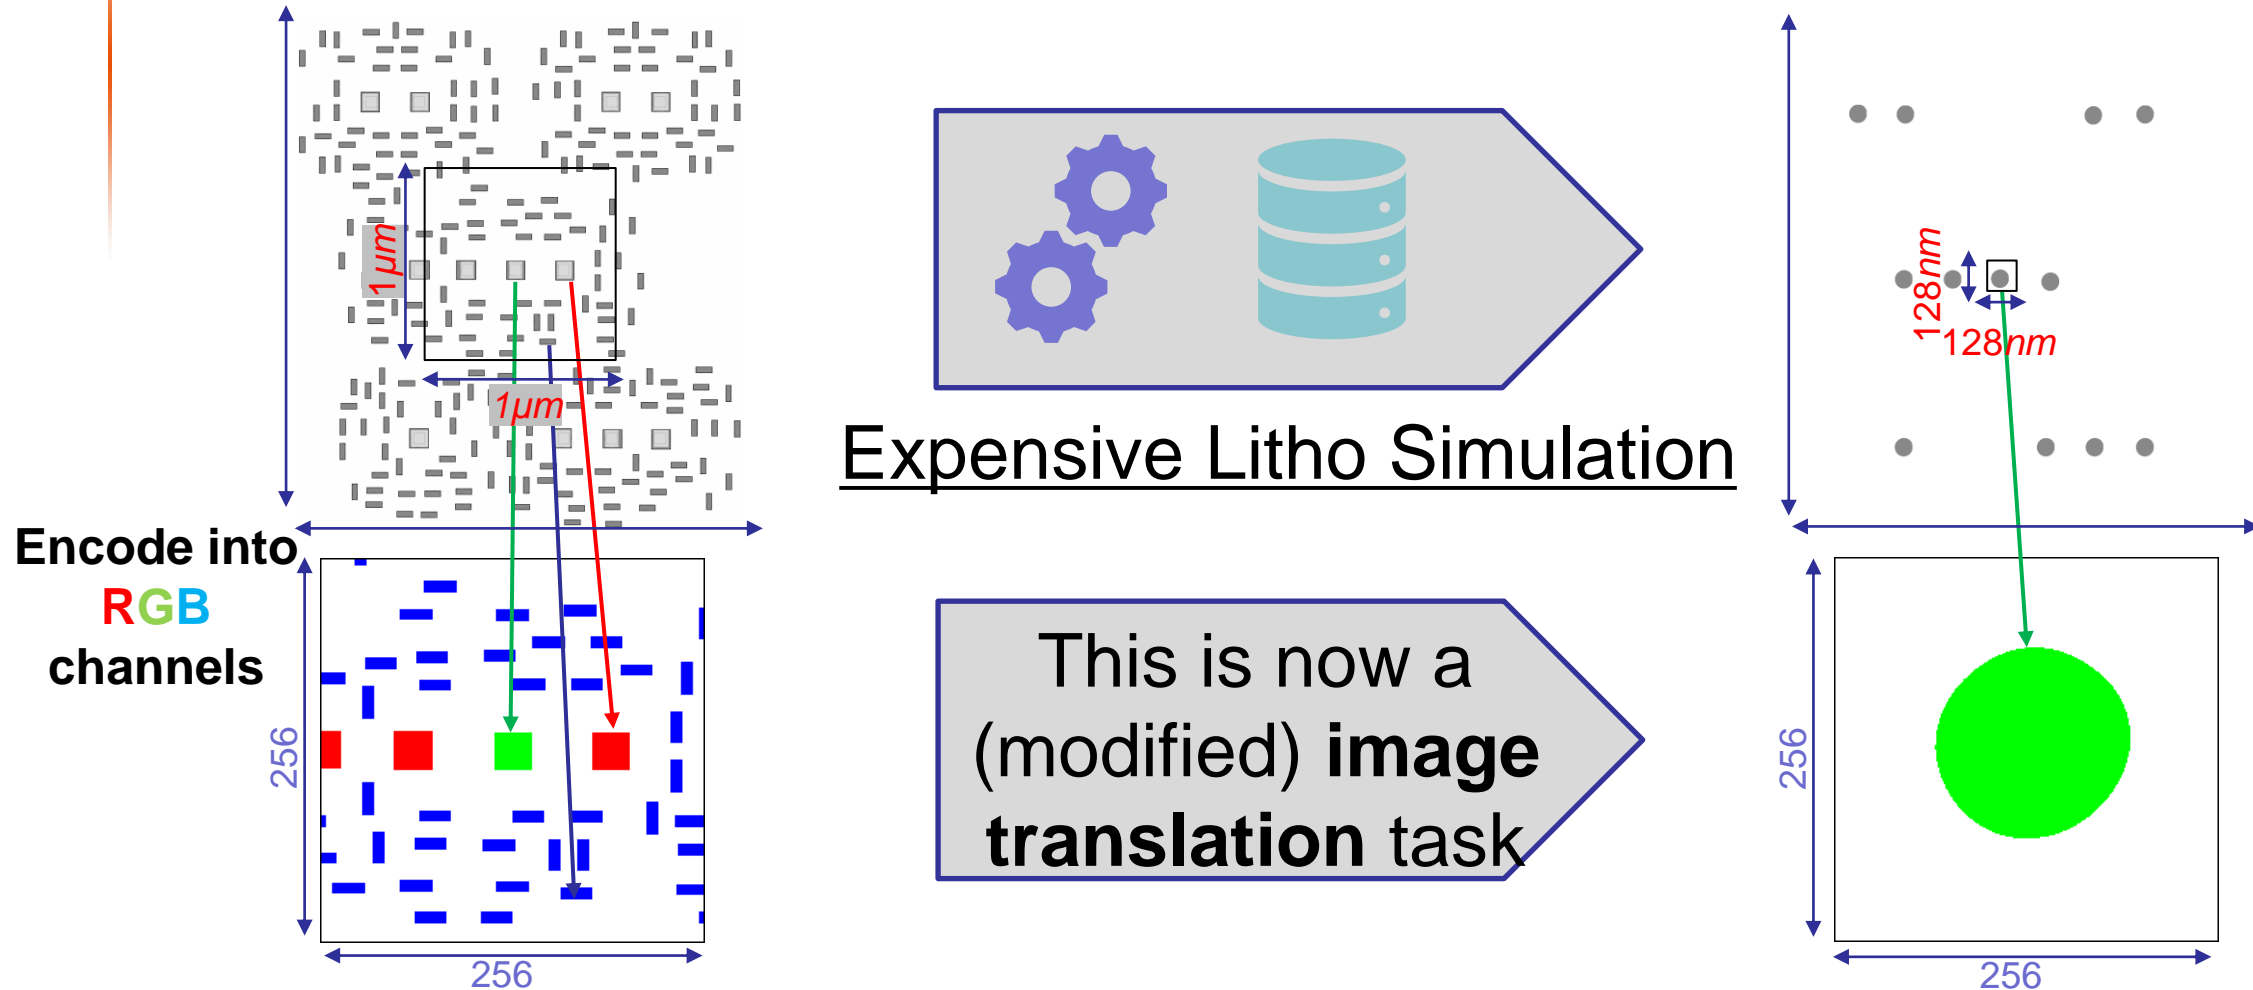 1µm
1µm
Expensive Litho Simulation
128nm
128nm
Encode into
RGB
channels
256
256
This is now a
(modified) image
translation task
256
256